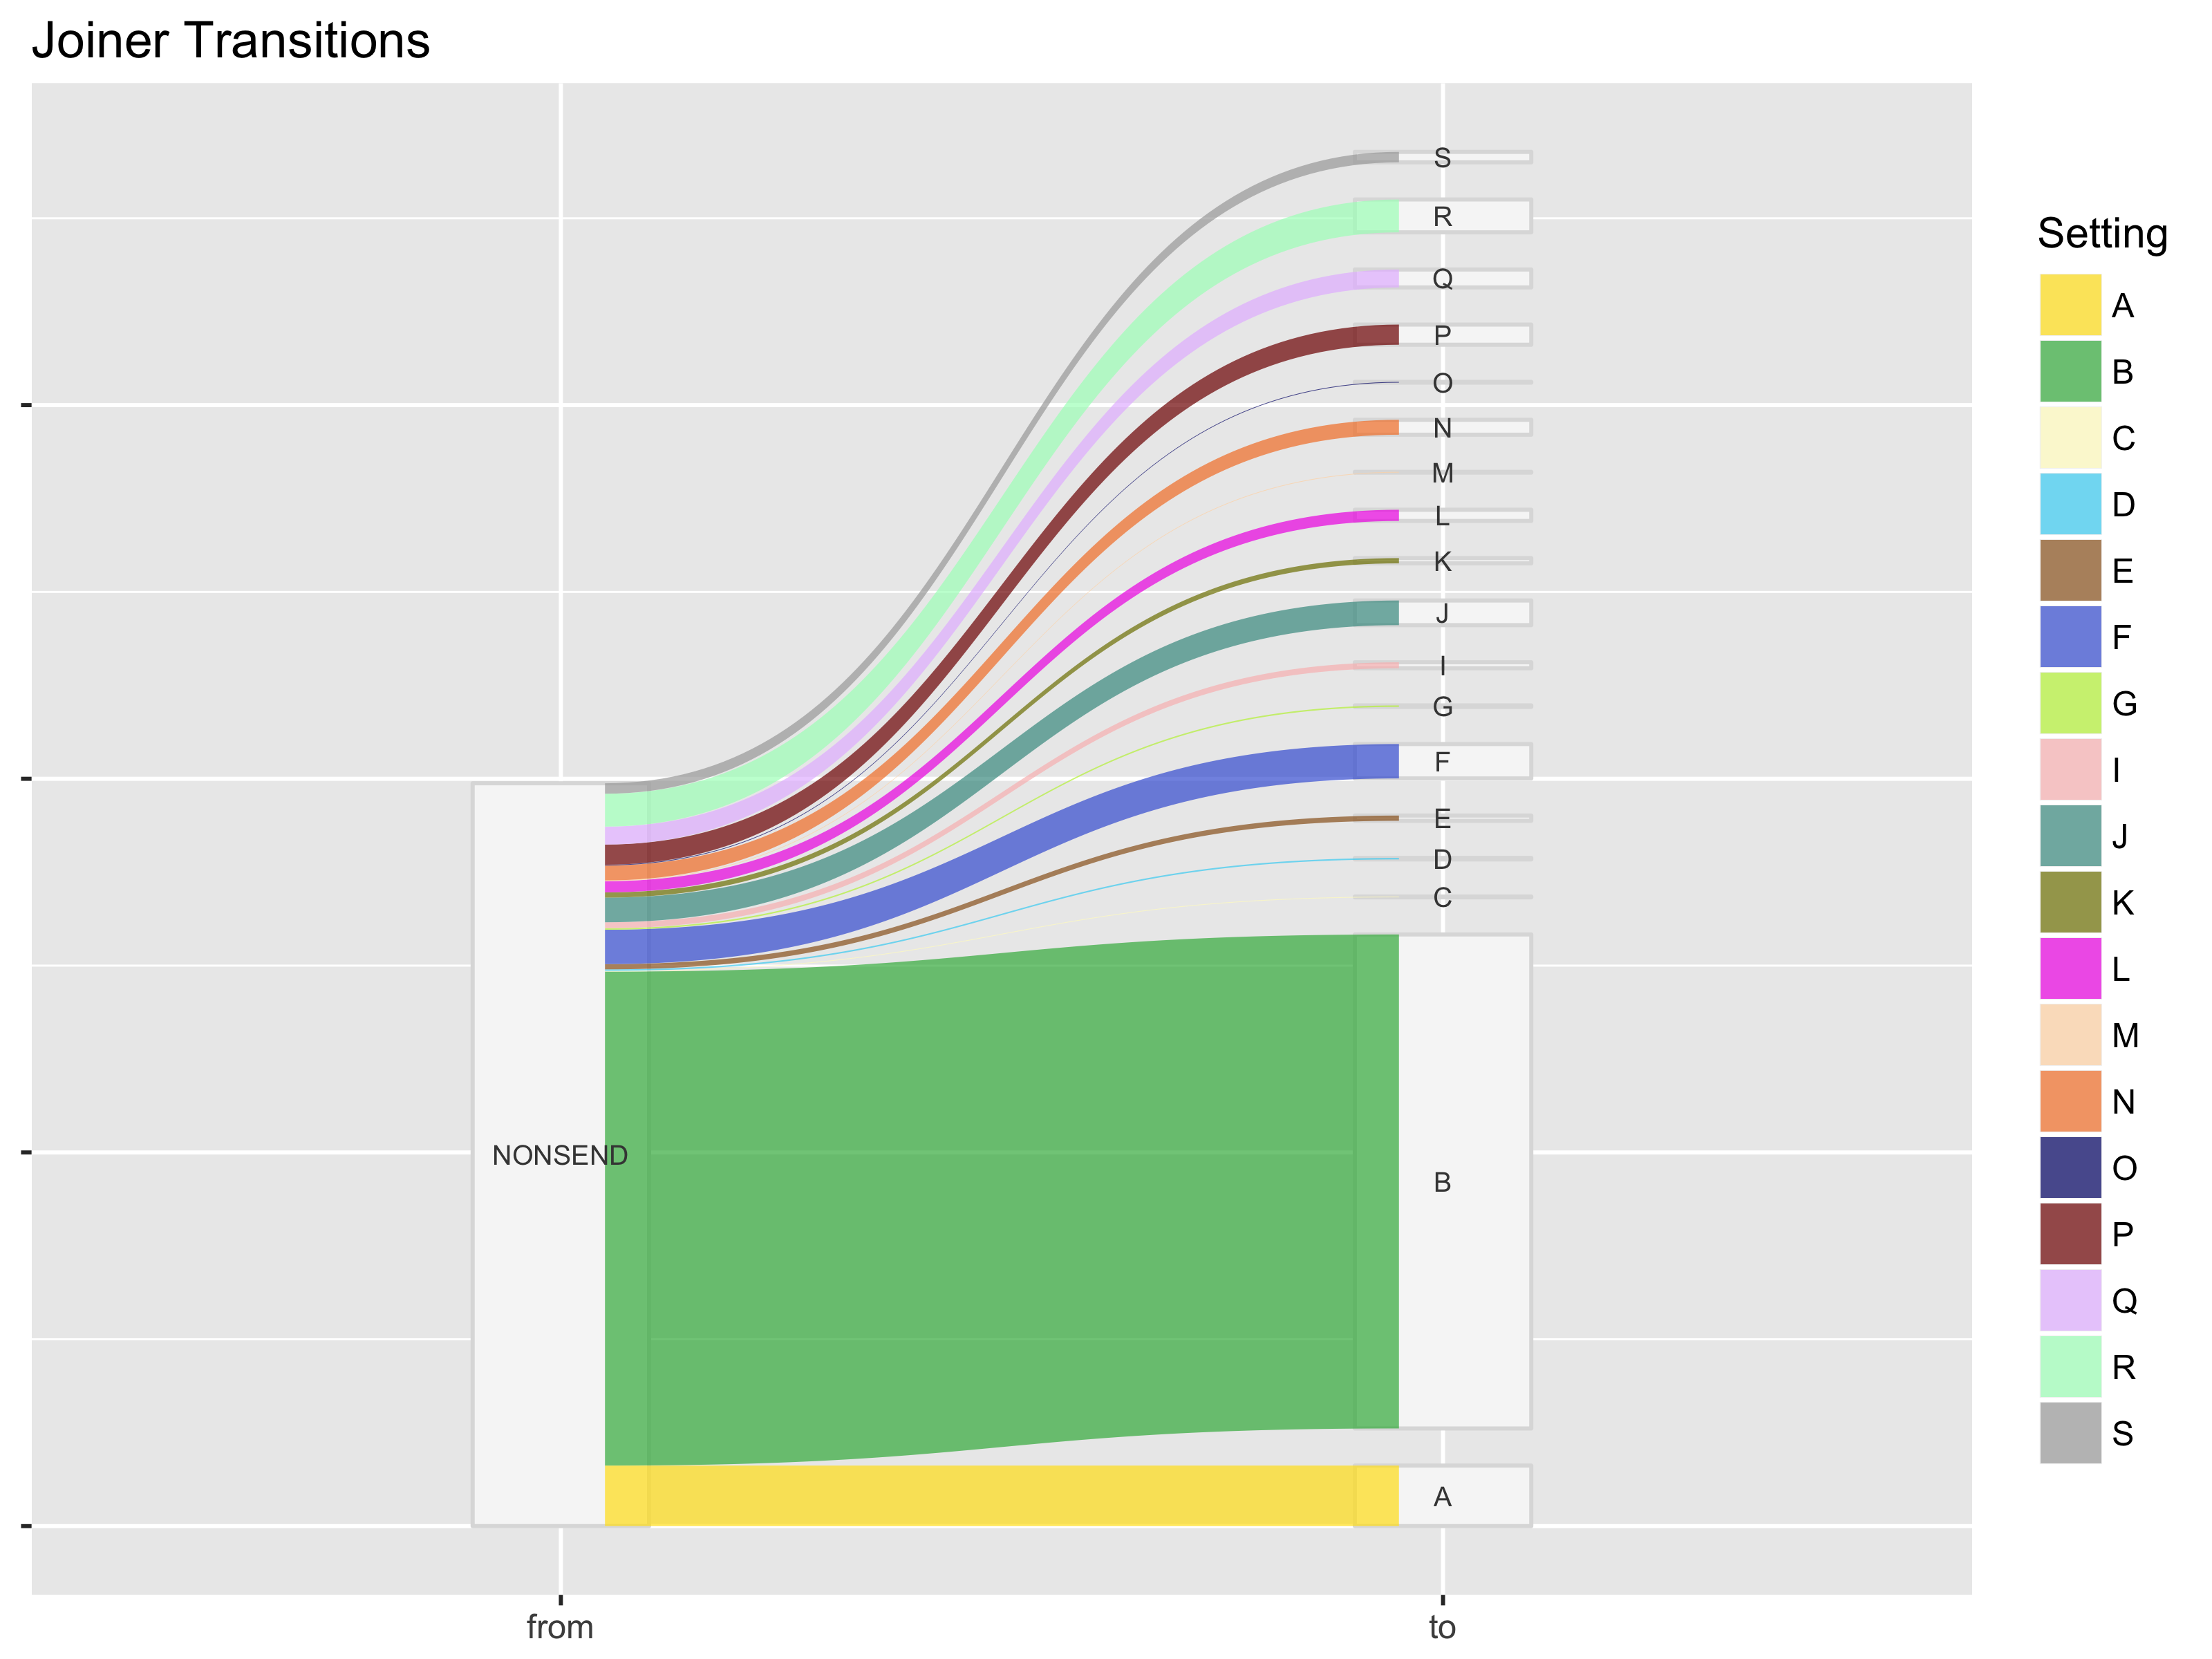 Joiner Transitions
S
R
Q
P
O
N
M
L
K
J
I
G
F
E
D
C
NONSEND
B
A
from
to
Setting
A
B
C
D
E
F
G
I
J
K
L
M
N
O
P
Q
R
S